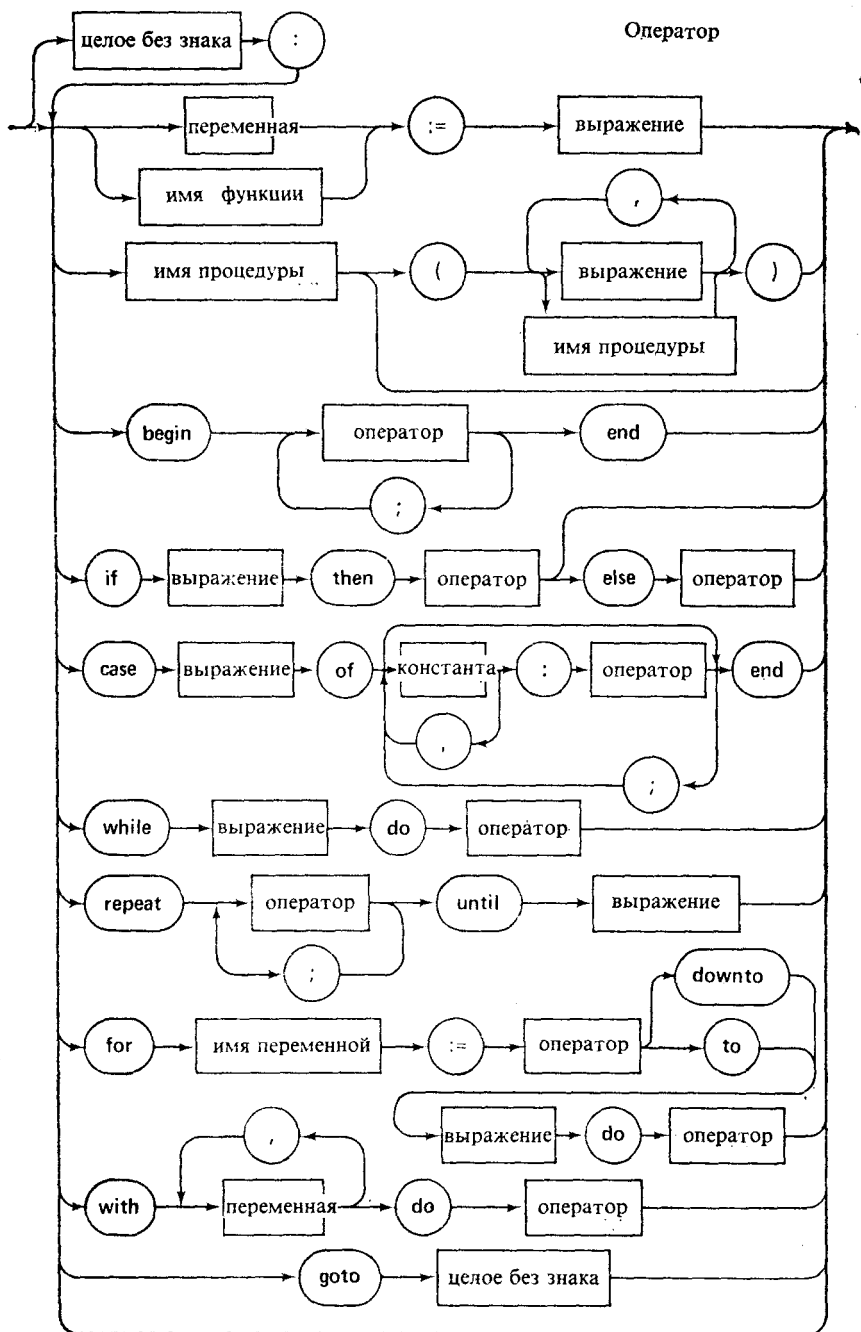 Оператор
целое без знака :
переменная := выражение
имя функции
,
имя процедуры ( выражение )
имя процедуры
begin оператор end
;
if выражение then оператор else оператор
case выражение of константа : оператор end
,
;
while выражение do оператор
repeat оператор until выражение
;
downto
for имя переменной := оператор to
выражение do оператор
,
with переменная do оператор
goto целое без знака